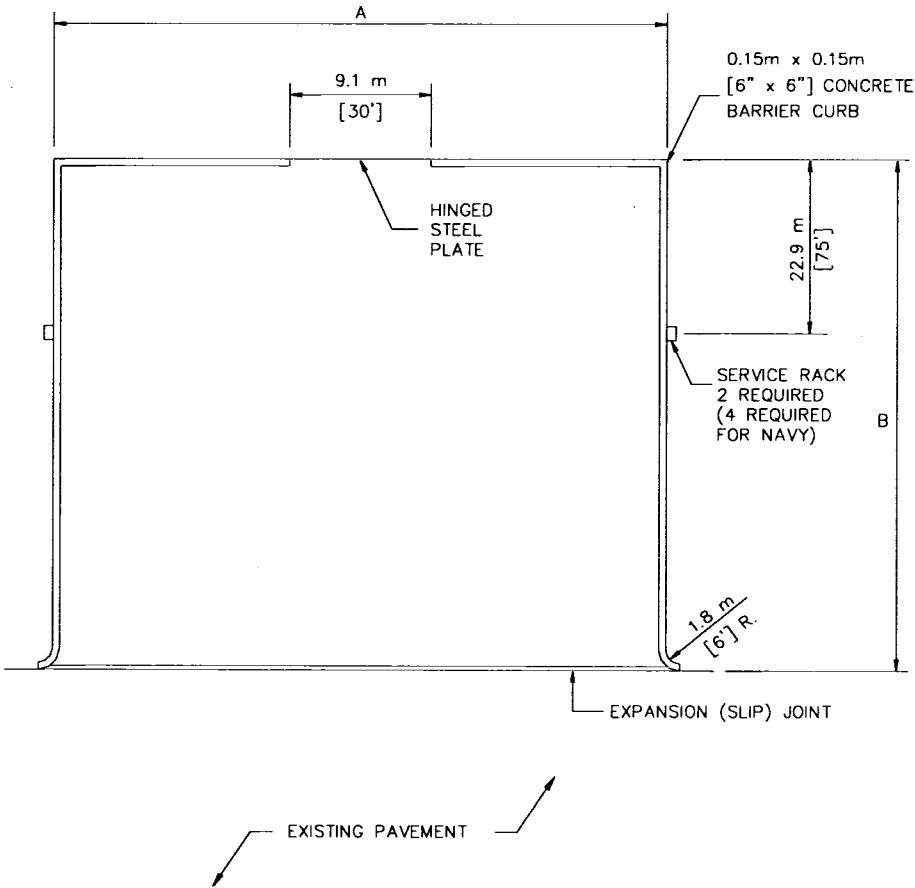 A
0.15m x 0.15m
[6" x 6"] CONCRETE
BARRIER CURB
9.1 m
[30']
HINGED
STEEL
PLATE
22.9 m
[75']
SERVICE RACK
2 REQUIRED
(4 REQUIRED
FOR NAVY)
B
1.8 m
[6'] R.
EXPANSION (SLIP) JOINT
EXISTING PAVEMENT